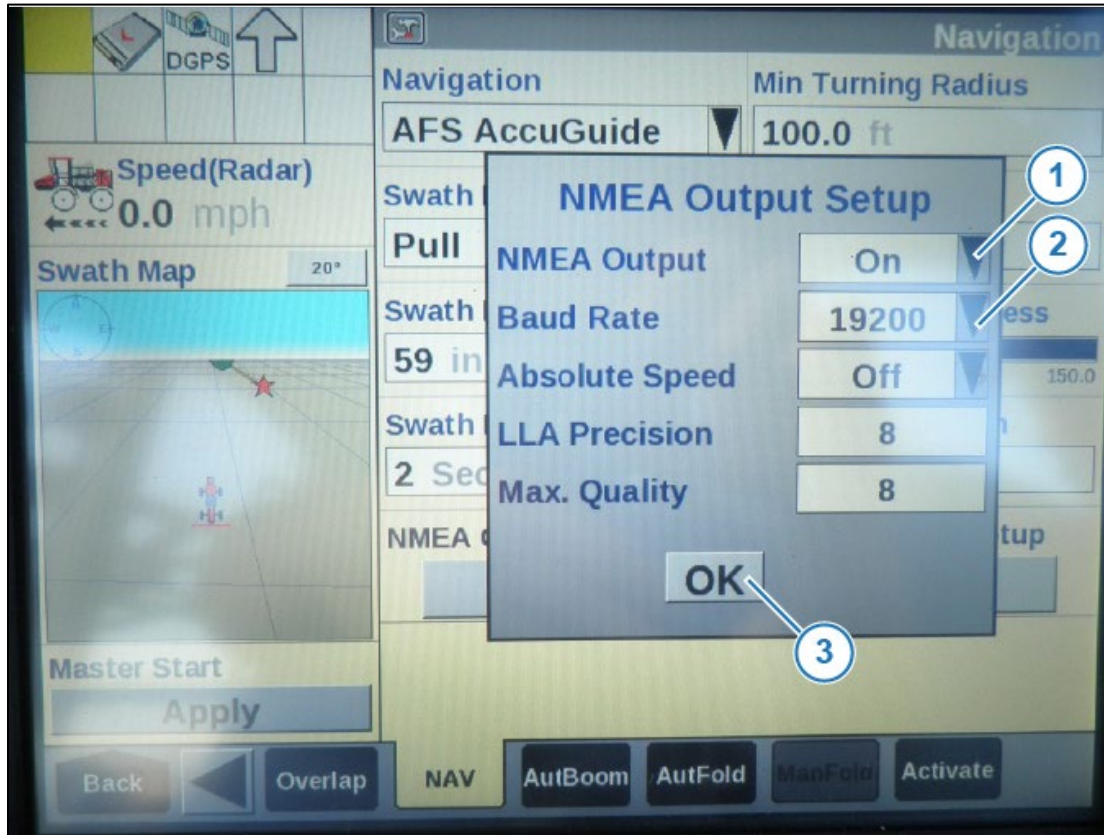 DGPS
Navigation
Speed(Radar)
0.0 mph
Swath Map
20°
N
W
E
S
Master Start
Apply
Navigation
AFS AccuGuide
Min Turning Radius
100.0 ft
Swath
Pull
Swath
59 in
ess
150.0
Swath
2 Sec
NMEA
tup
NMEA Output Setup
NMEA Output On
Baud Rate 19200
Absolute Speed Off
LLA Precision 8
Max. Quality 8
OK
1
2
3
Back
Overlap
NAV
AutBoom
AutFold
ManFold
Activate